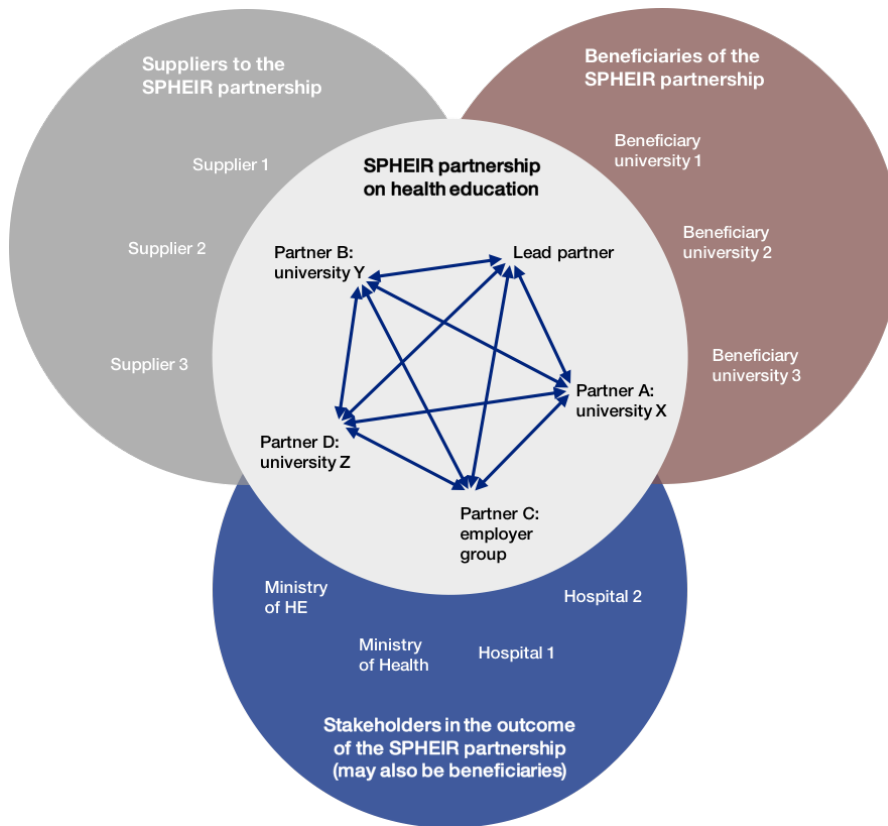 Suppliers to the
SPHEIR partnership
Supplier 1
Supplier 2
Supplier 3
Beneficiaries of the
SPHEIR partnership
Beneficiary
university 1
Beneficiary
university 2
Beneficiary
university 3
SPHEIR partnership
on health education
Partner B:
university Y
Lead partner
Partner A:
university X
Partner D:
university Z
Partner C:
employer
group
Ministry
of HE
Ministry
of Health
Hospital 1
Hospital 2
Stakeholders in the outcome
of the SPHEIR partnership
(may also be beneficiaries)